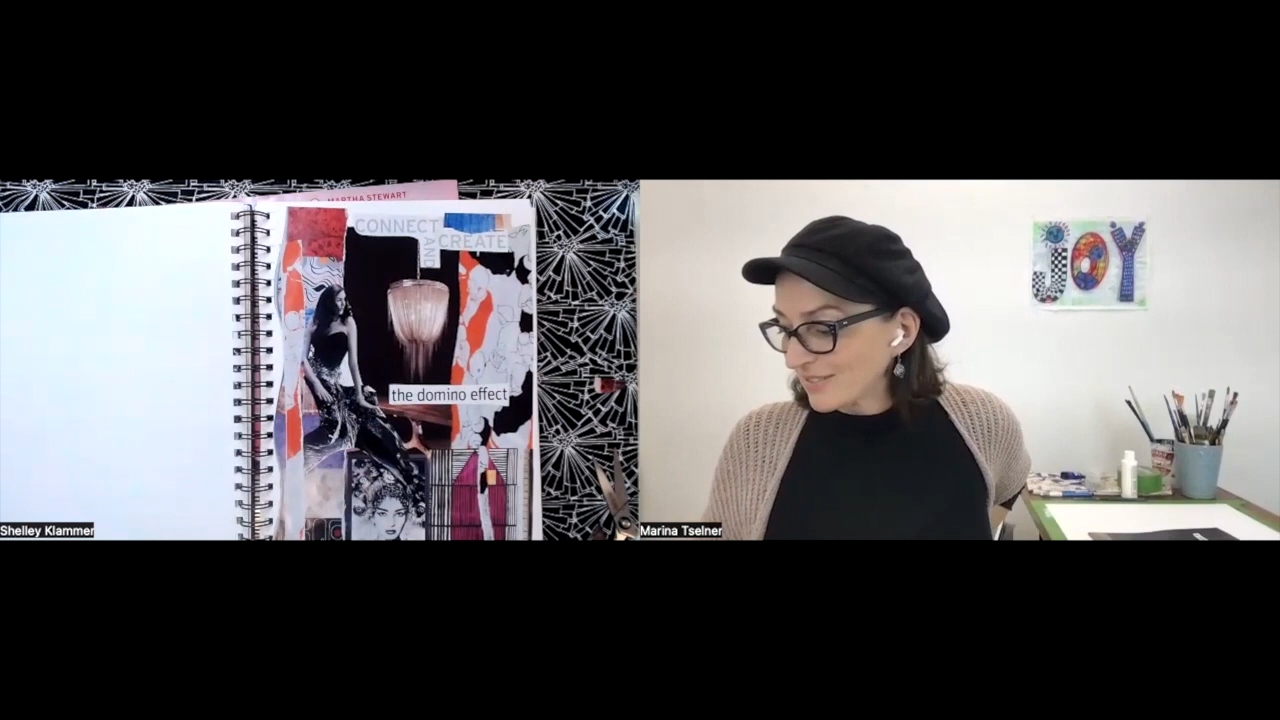 MARTHA STEWART
CONNECT
AND
CREATE
the domino effect
Shelley Klammer
JOY
Marina Tselner